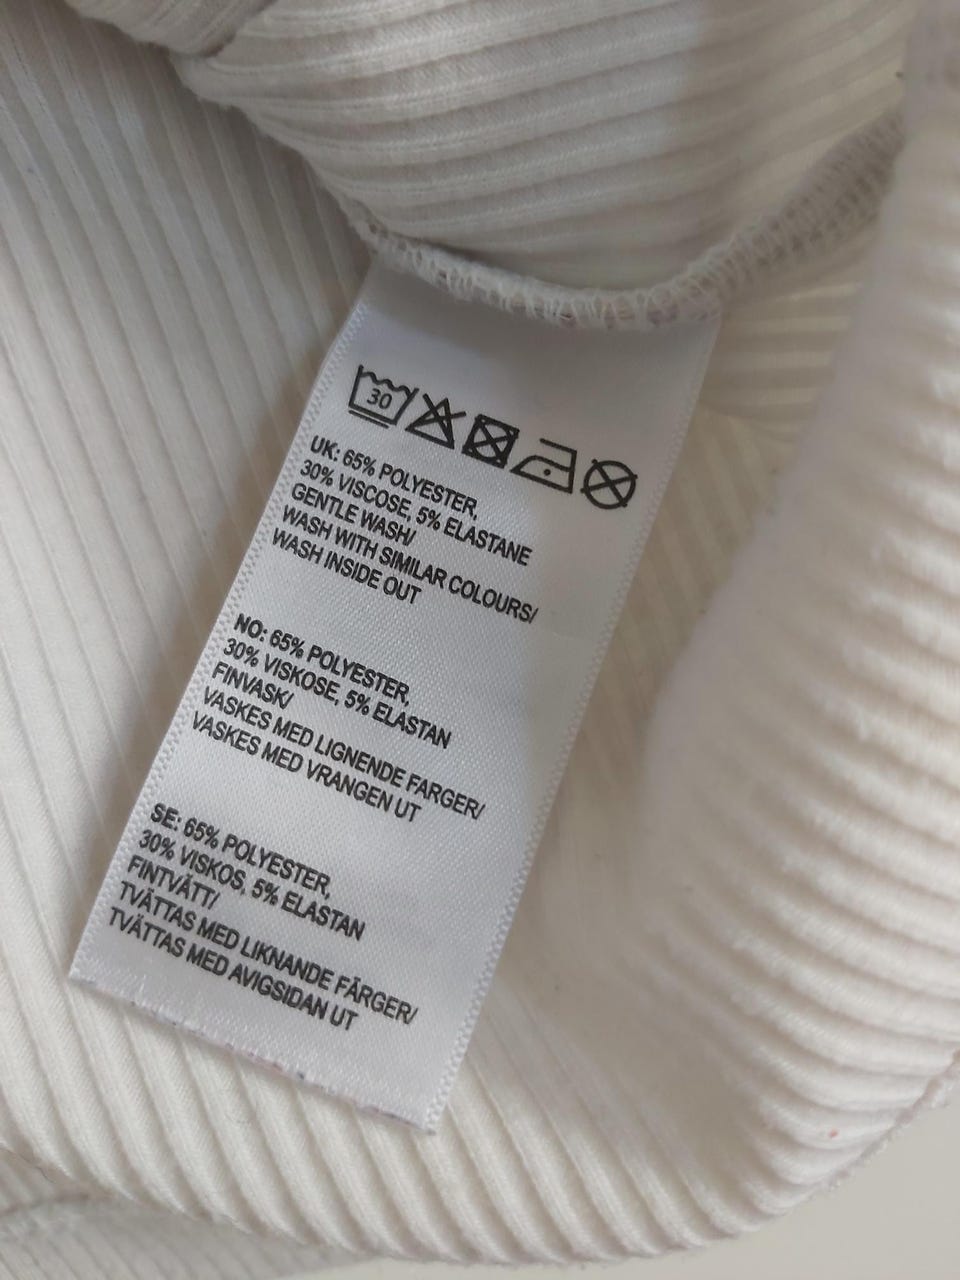 30
UK: 65% POLYESTER,
30% VISCOSE, 5% ELASTANE
GENTLE WASH/
WASH WITH SIMILAR COLOURS/
WASH INSIDE OUT
NO: 65% POLYESTER,
30% VISKOSE, 5% ELASTAN
FINVASK/
VASKES MED LIGNENDE FARGER/
VASKES MED VRANGEN UT
SE: 65% POLYESTER,
30% VISKOS, 5% ELASTAN
FINTVÄTT/
TVÄTTAS MED LIKNANDE FÄRGER/
TVÄTTAS MED AVIGSIDAN UT